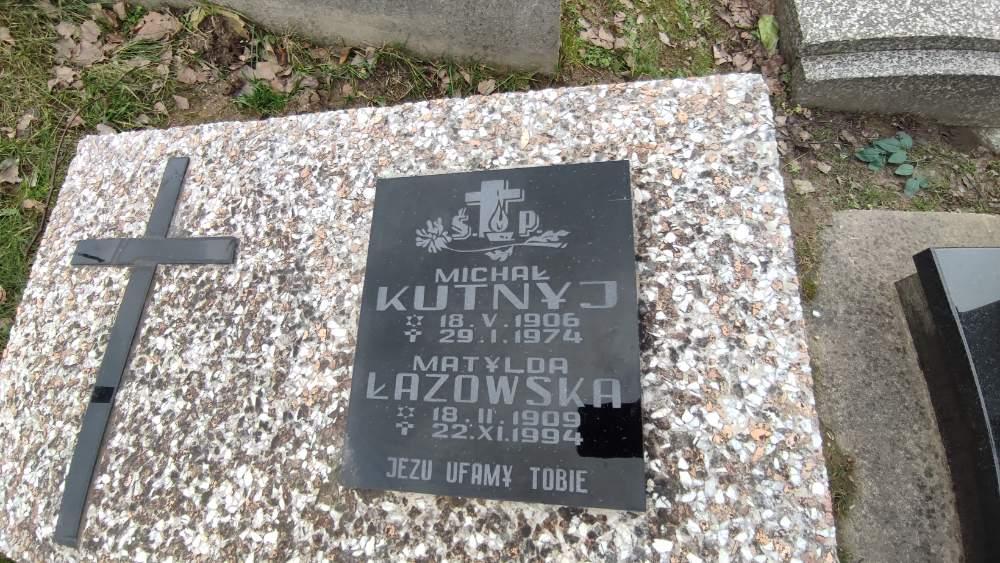 Ś. P.
MICHAŁ
KUTNYJ
18. V. 1906
29. I. 1974
MATYLDA
ŁAZOWSKA
18. II. 1909
22. XI. 1994
JEZU UFAMY TOBIE